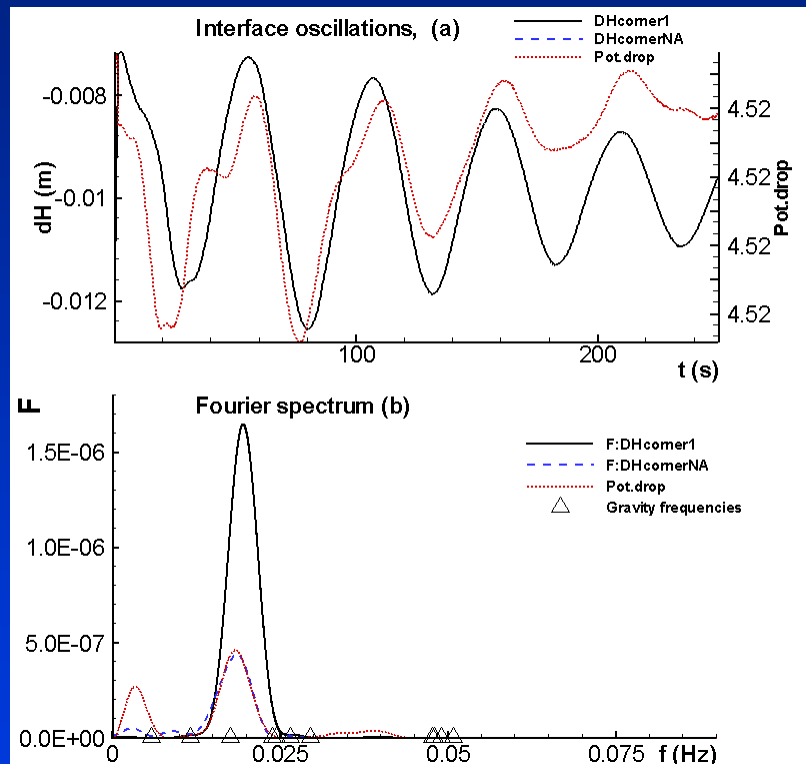 Interface oscillations, (a)
DHcorner1
DHcornerNA
Pot.drop
-0.008
-0.01
-0.012
dH (m)
4.52
4.52
4.52
4.52
Pot.drop
100
200
t (s)
F
Fourier spectrum (b)
F:DHcorner1
F:DHcornerNA
Pot.drop
Gravity frequencies
1.5E-06
1.0E-06
5.0E-07
0.0E+00
0
0.025
0.05
0.075
f (Hz)